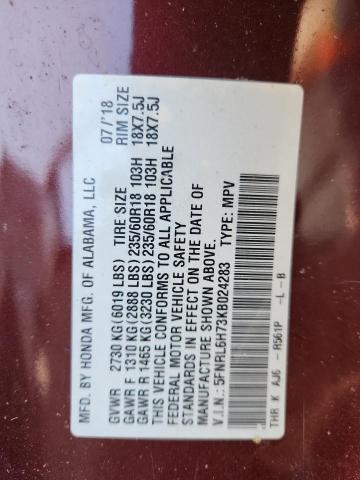 MFD. BY HONDA MFG. OF ALABAMA, LLC 07/'18
GVWR 2730 KG(6019 LBS) TIRE SIZE RIM SIZE
GAWR F 1310 KG(2888 LBS) 235/60R18 103H 18X7.5J
GAWR R 1465 KG(3230 LBS) 235/60R18 103H 18X7.5J
THIS VEHICLE CONFORMS TO ALL APPLICABLE
FEDERAL MOTOR VEHICLE SAFETY
STANDARDS IN EFFECT ON THE DATE OF
MANUFACTURE SHOWN ABOVE.
V.I.N.: 5FNRL6H73KB024283 TYPE: MPV
THR K AJ6 - R561P -L -B